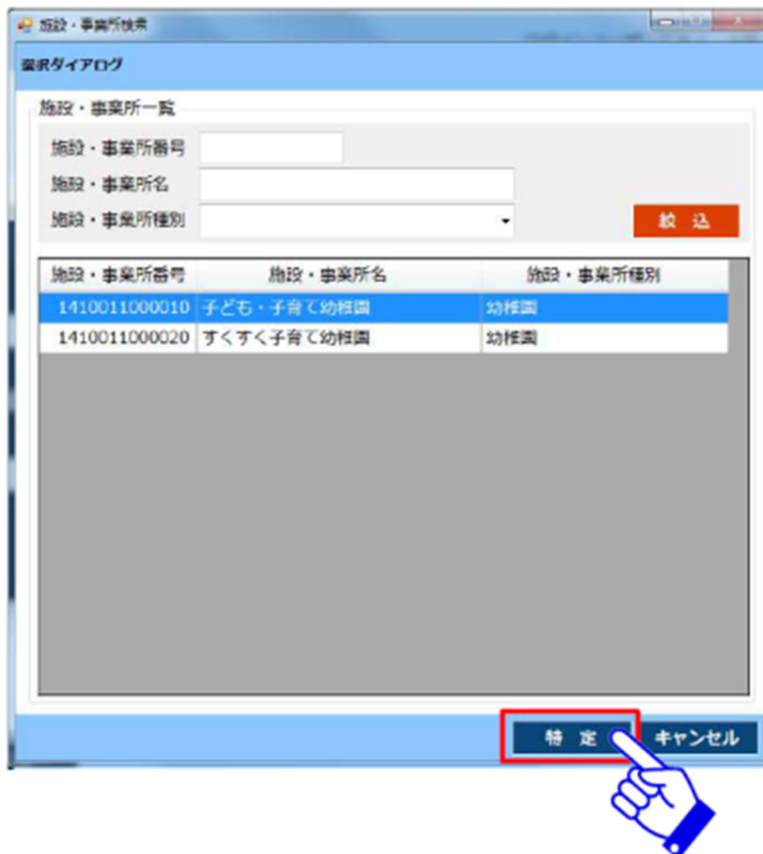 施設・事業所検索
選択ダイアログ
施設・事業所一覧
施設・事業所番号
施設・事業所名
施設・事業所種別
絞 込
施設・事業所番号 施設・事業所名 施設・事業所種別
1410011000010 子ども・子育て幼稚園 幼稚園
1410011000020 すくすく子育て幼稚園 幼稚園
特 定 キャンセル